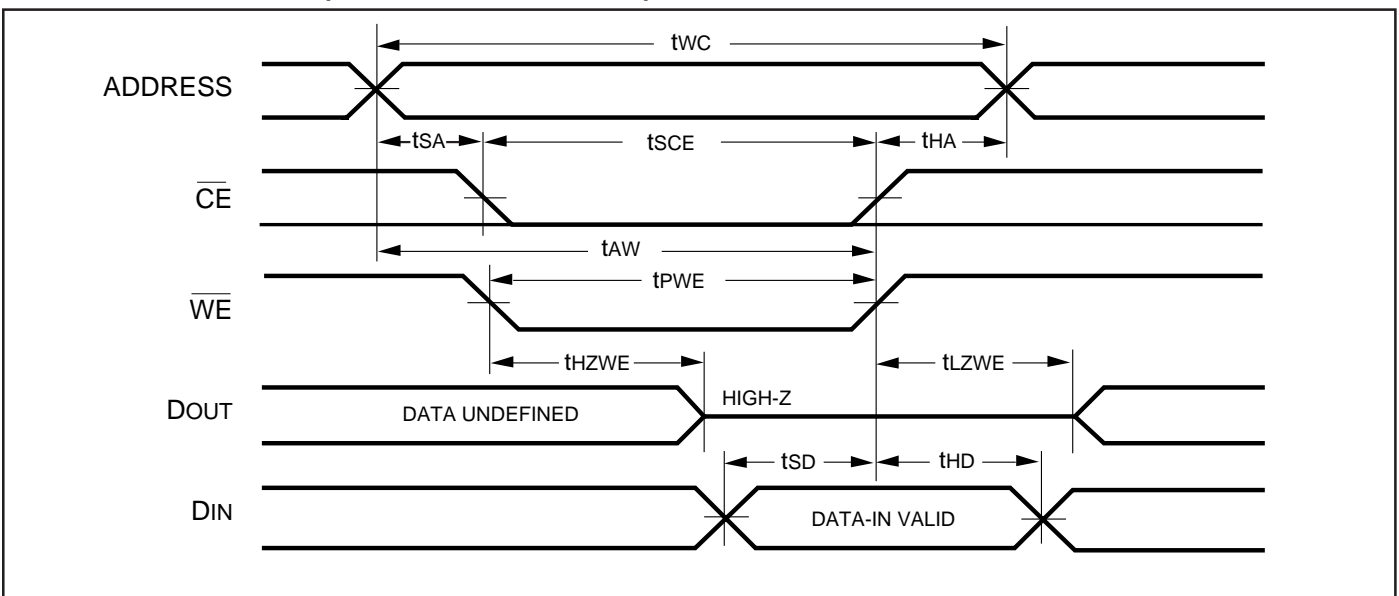 tWC
ADDRESS
tSA
tSCE
tHA
CE
tAW
tPWE
WE
tHZWE
tLZWE
DOUT
DATA UNDEFINED
HIGH-Z
tSD
tHD
DIN
DATA-IN VALID